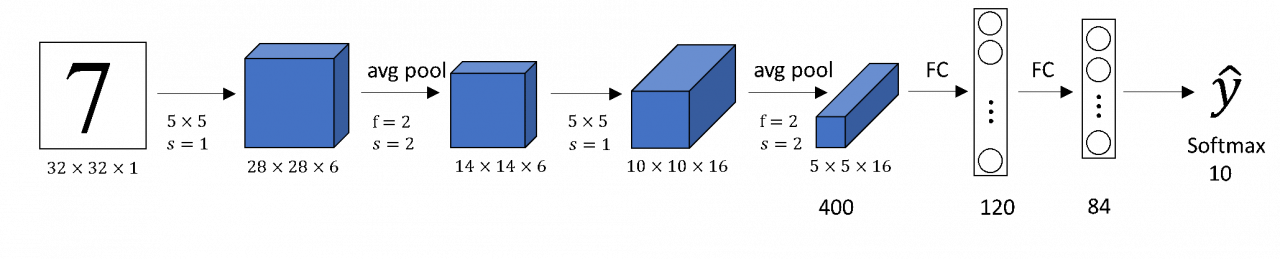 7
32 × 32 × 1
5 × 5
s = 1
28 × 28 × 6
avg pool
f = 2
s = 2
14 × 14 × 6
5 × 5
s = 1
10 × 10 × 16
avg pool
f = 2
s = 2
5 × 5 × 16
400
FC
⋮
120
FC
⋮
84
ŷ
Softmax
10